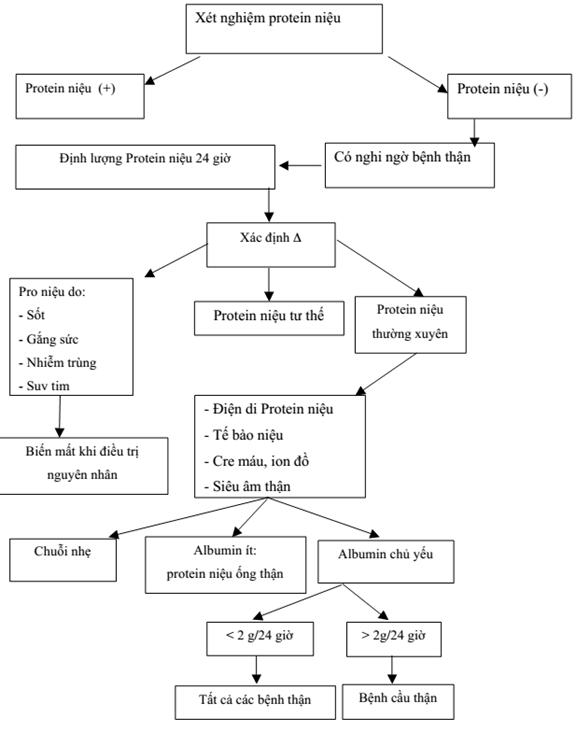 Xét nghiệm protein niệu
Protein niệu (+)
Protein niệu (-)
Định lượng Protein niệu 24 giờ
Có nghi ngờ bệnh thận
Xác định Δ
Pro niệu do:
- Sốt
- Gắng sức
- Nhiễm trùng
- Suy tim
Protein niệu tư thế
Protein niệu
thường xuyên
Biến mất khi điều trị
nguyên nhân
- Điện di Protein niệu
- Tế bào niệu
- Cre máu, ion đồ
- Siêu âm thận
Chuỗi nhẹ
Albumin ít:
protein niệu ống thận
Albumin chủ yếu
< 2 g/24 giờ
> 2g/24 giờ
Tất cả các bệnh thận
Bệnh cầu thận